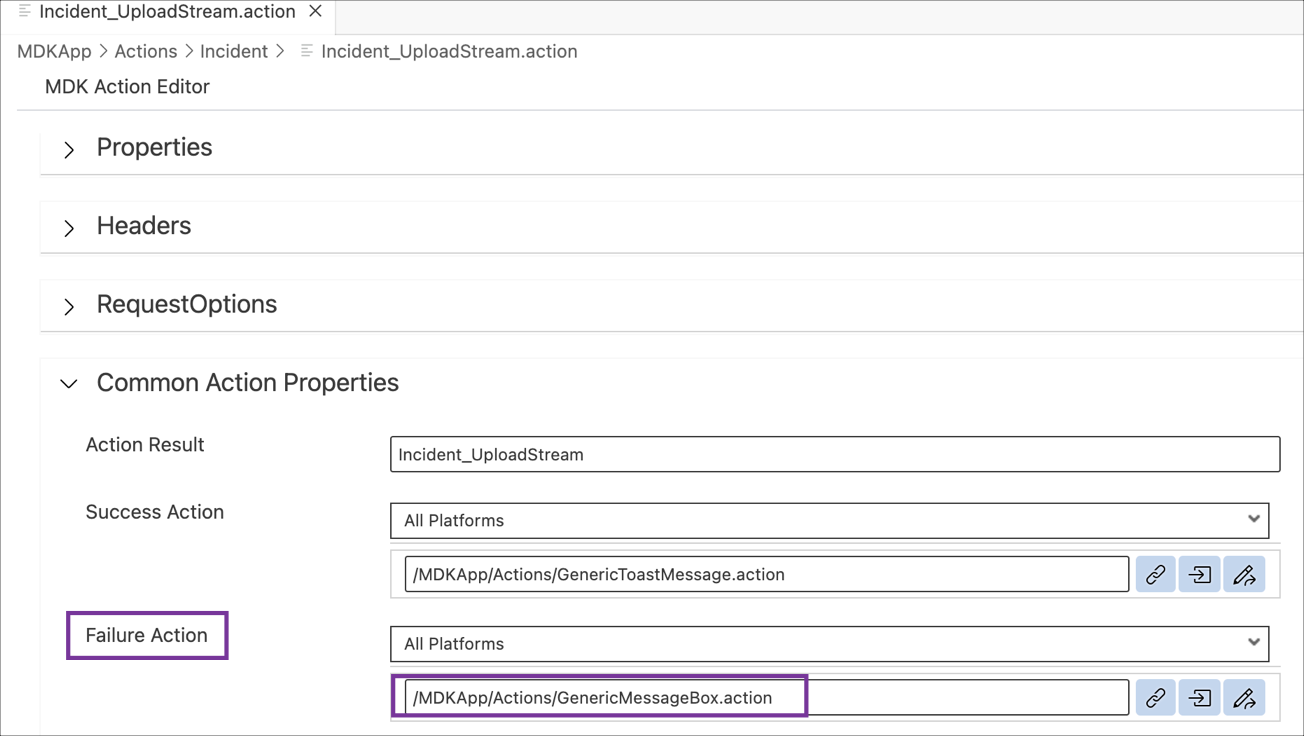 Incident_UploadStream.action
MDKApp > Actions > Incident > Incident_UploadStream.action
MDK Action Editor
Properties
Headers
RequestOptions
Common Action Properties
Action Result
Incident_UploadStream
Success Action
All Platforms
/MDKApp/Actions/GenericToastMessage.action
Failure Action
All Platforms
/MDKApp/Actions/GenericMessageBox.action